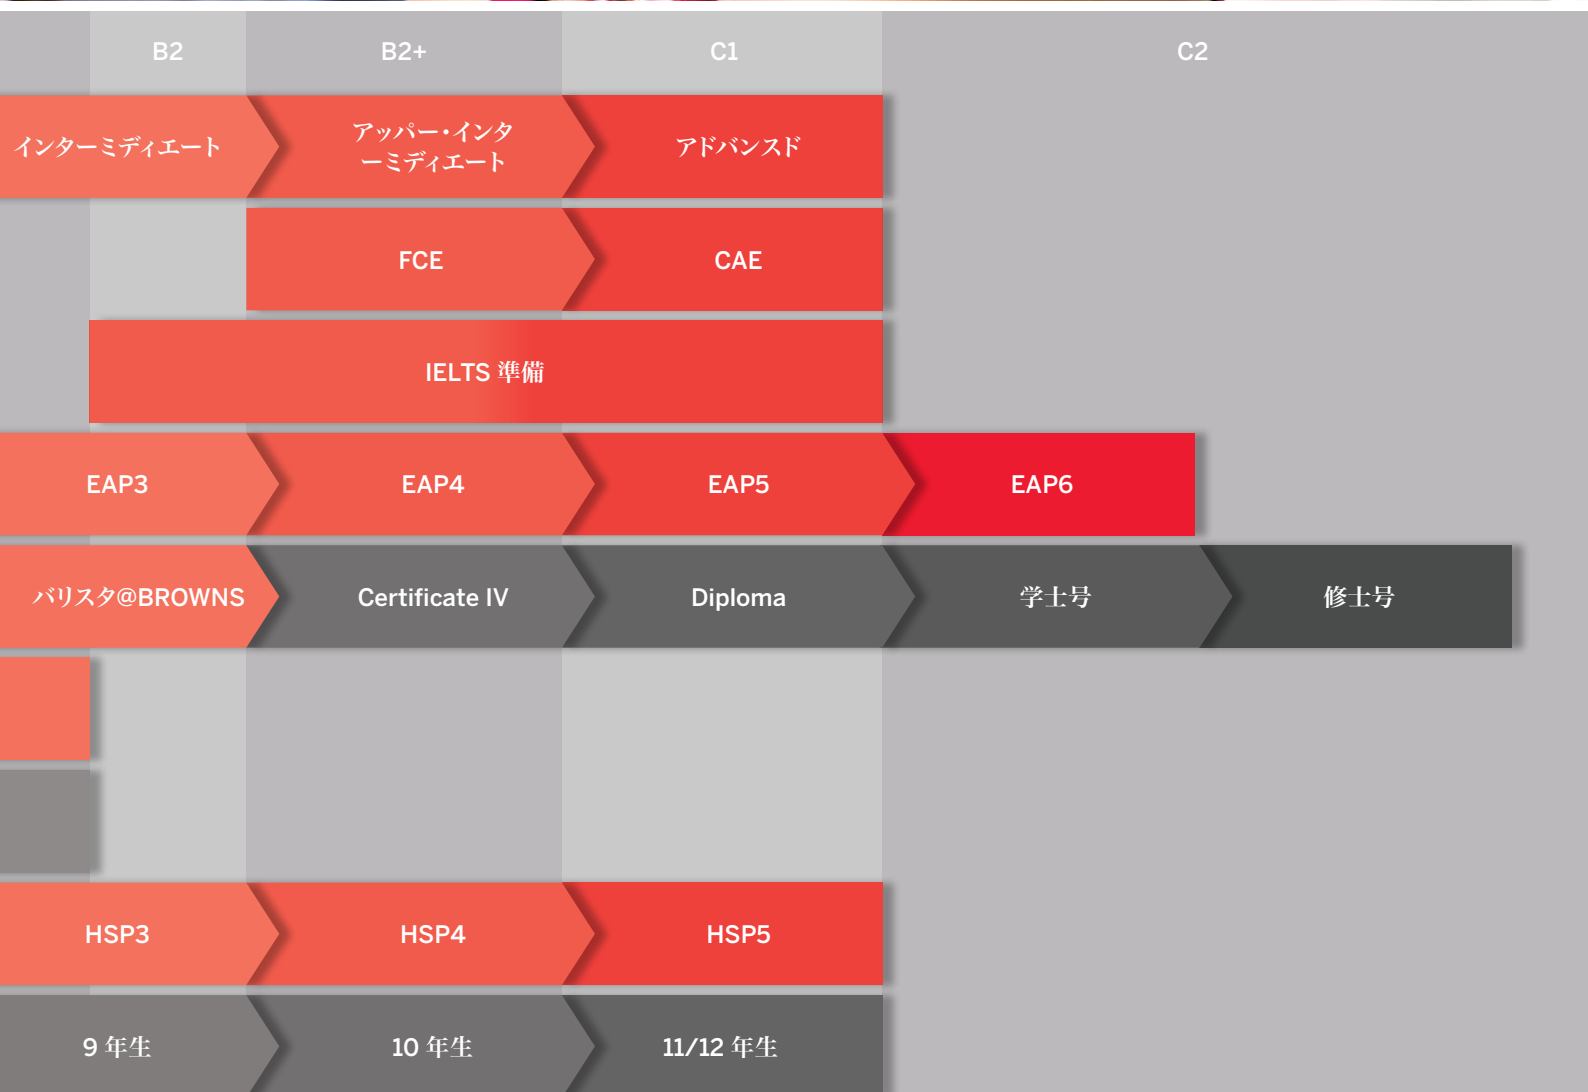 B2 B2+ C1 C2
インターミディエート
アッパー・インタ
ーミディエート
アドバンスド
FCE CAE
IELTS 準備
EAP3 EAP4 EAP5 EAP6
バリスタ@BROWNS Certificate IV Diploma 学士号 修士号
HSP3 HSP4 HSP5
9 年生 10 年生 11/12 年生